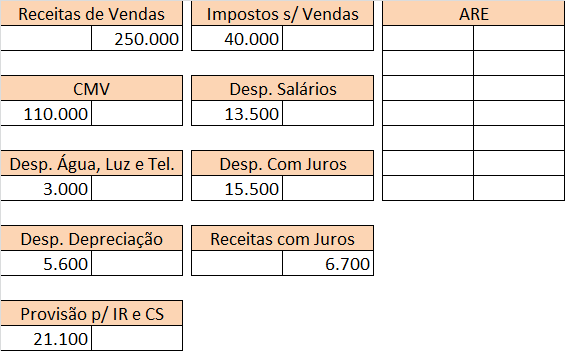 Receitas de Vendas Impostos s/ Vendas ARE
250.000 40.000
CMV Desp. Salários
110.000 13.500
Desp. Água, Luz e Tel. Desp. Com Juros
3.000 15.500
Desp. Depreciação Receitas com Juros
5.600 6.700
Provisão p/ IR e CS
21.100